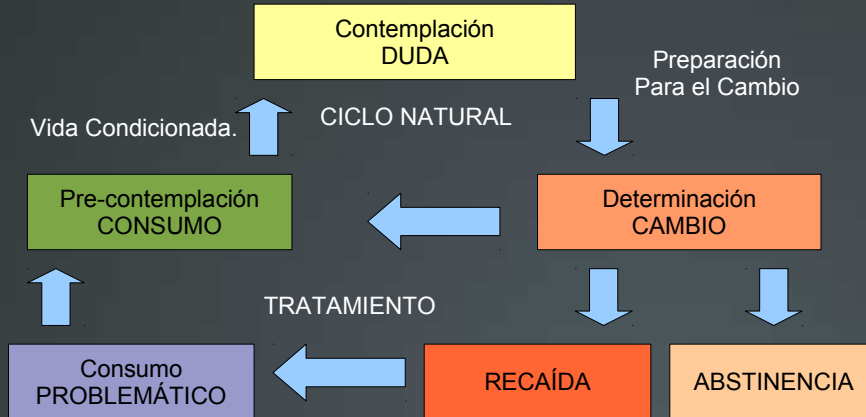 Contemplación
DUDA
Preparación
Para el Cambio
Vida Condicionada.
CICLO NATURAL
Pre-contemplación
CONSUMO
Determinación
CAMBIO
TRATAMIENTO
Consumo
PROBLEMÁTICO
RECAÍDA
ABSTINENCIA